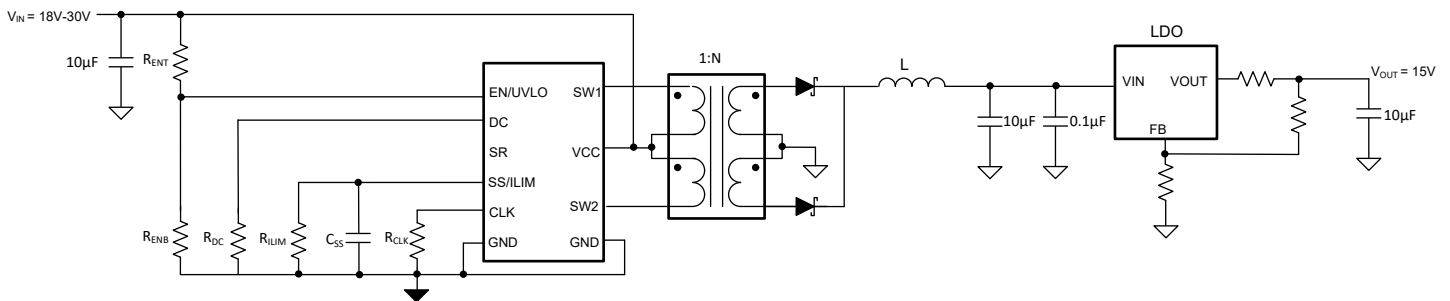 V_IN = 18V-30V
10µF
R_ENT
EN/UVLO
DC
SR
SS/ILIM
CLK
GND
SW1
VCC
SW2
GND
R_ENB
R_DC
R_ILIM
C_SS
R_CLK
1:N
L
10µF
0.1µF
LDO
VIN
VOUT
FB
V_OUT = 15V
10µF